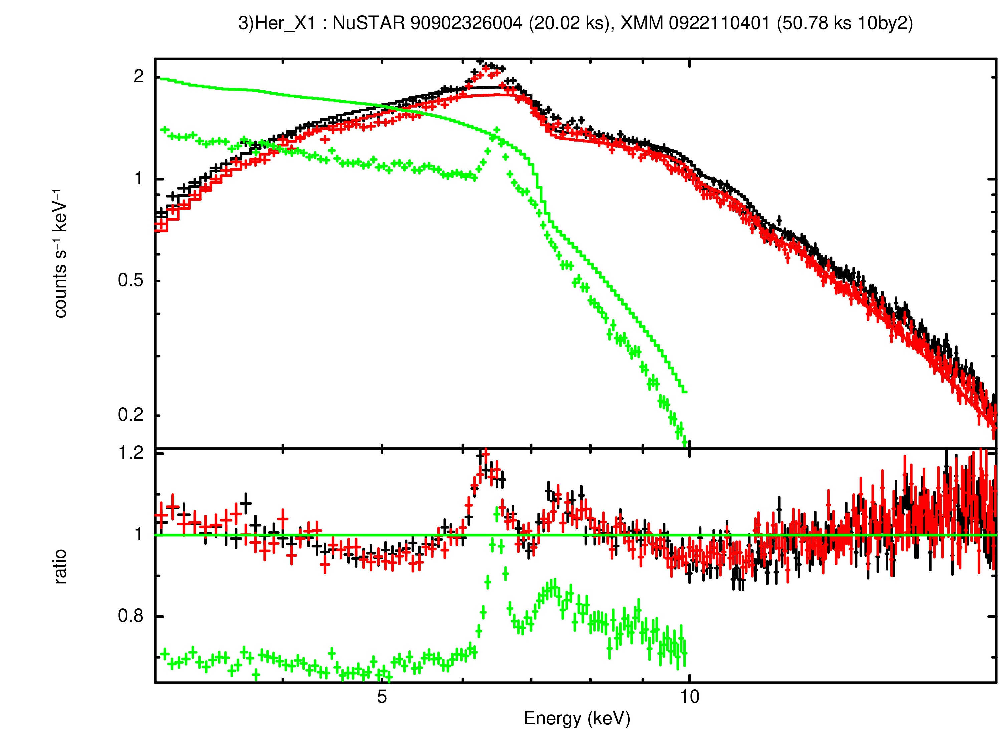 3)Her_X1 : NuSTAR 90902326004 (20.02 ks), XMM 0922110401 (50.78 ks 10by2)
2
1
0.5
0.2
counts s−1 keV−1
1.2
1
0.8
ratio
5 10
Energy (keV)